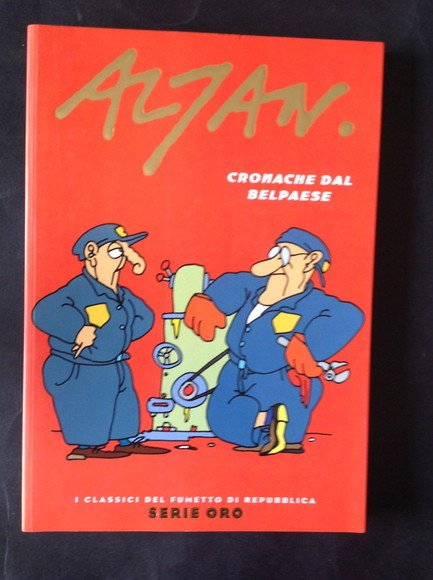 ALTAN.
CRONACHE DAL
BELPAESE
I CLASSICI DEL FUMETTO DI REPUBBLICA
SERIE ORO